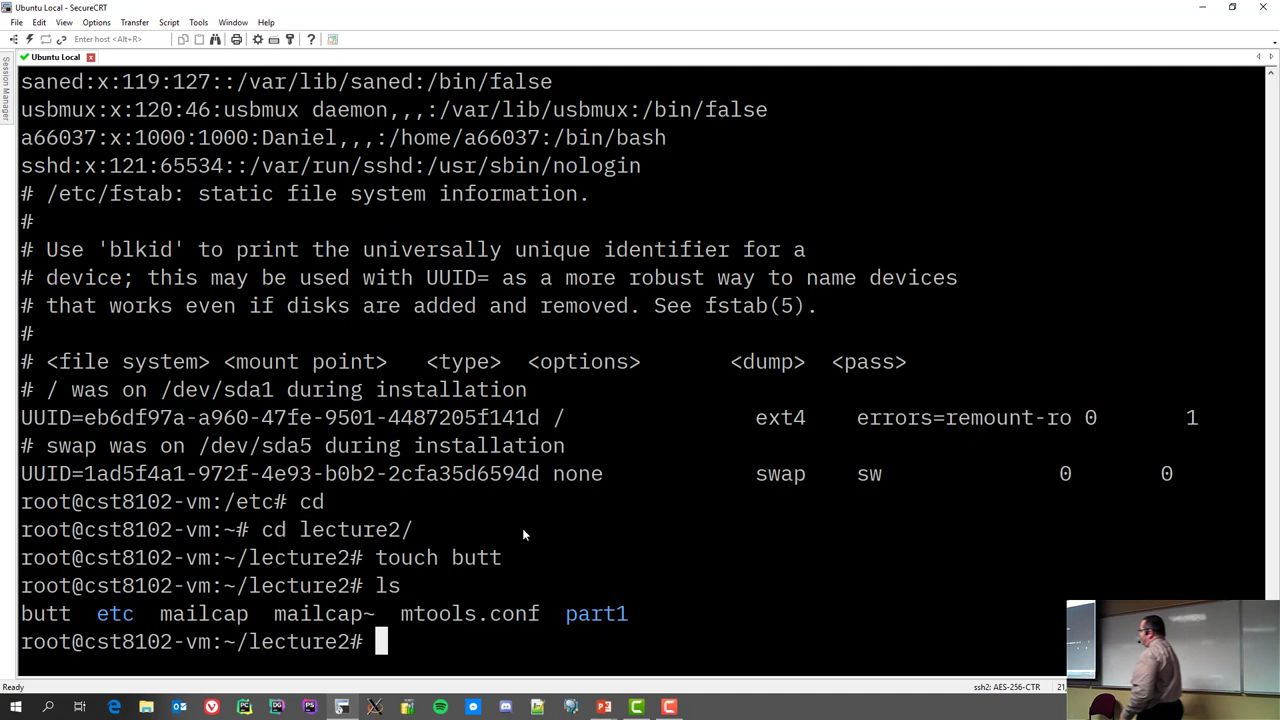 Ubuntu Local - SecureCRT
File Edit View Options Transfer Script Tools Window Help
Enter host <Alt+R>
Session Manager
Ubuntu Local
saned:x:119:127::/var/lib/saned:/bin/false
usbmux:x:120:46:usbmux daemon,,,:/var/lib/usbmux:/bin/false
a66037:x:1000:1000:Daniel,,,:/home/a66037:/bin/bash
sshd:x:121:65534::/var/run/sshd:/usr/sbin/nologin
# /etc/fstab: static file system information.
#
# Use 'blkid' to print the universally unique identifier for a
# device; this may be used with UUID= as a more robust way to name devices
# that works even if disks are added and removed. See fstab(5).
#
# <file system> <mount point>   <type>  <options>       <dump>  <pass>
# / was on /dev/sda1 during installation
UUID=eb6df97a-a960-47fe-9501-4487205f141d /               ext4    errors=remount-ro 0       1
# swap was on /dev/sda5 during installation
UUID=1ad5f4a1-972f-4e93-b0b2-2cfa35d6594d none            swap    sw              0       0
root@cst8102-vm:/etc# cd
root@cst8102-vm:~# cd lecture2/
root@cst8102-vm:~/lecture2# touch butt
root@cst8102-vm:~/lecture2# ls
butt  etc  mailcap  mailcap~  mtools.conf  part1
root@cst8102-vm:~/lecture2#
Ready
ssh2: AES-256-CTR
21,